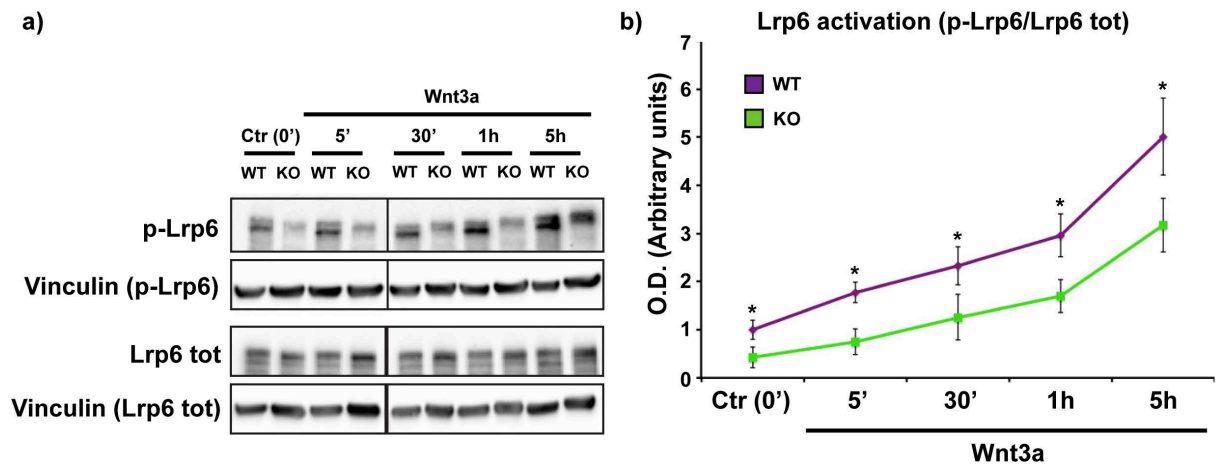 a)
Wnt3a
Ctr (0’) 5’ 30’ 1h 5h
WT KO WT KO WT KO WT KO WT KO
p-Lrp6
Vinculin (p-Lrp6)
Lrp6 tot
Vinculin (Lrp6 tot)
b) Lrp6 activation (p-Lrp6/Lrp6 tot)
O.D. (Arbitrary units)
7
6
5
4
3
2
1
0
WT
KO
* * * * *
Ctr (0’) 5’ 30’ 1h 5h
Wnt3a